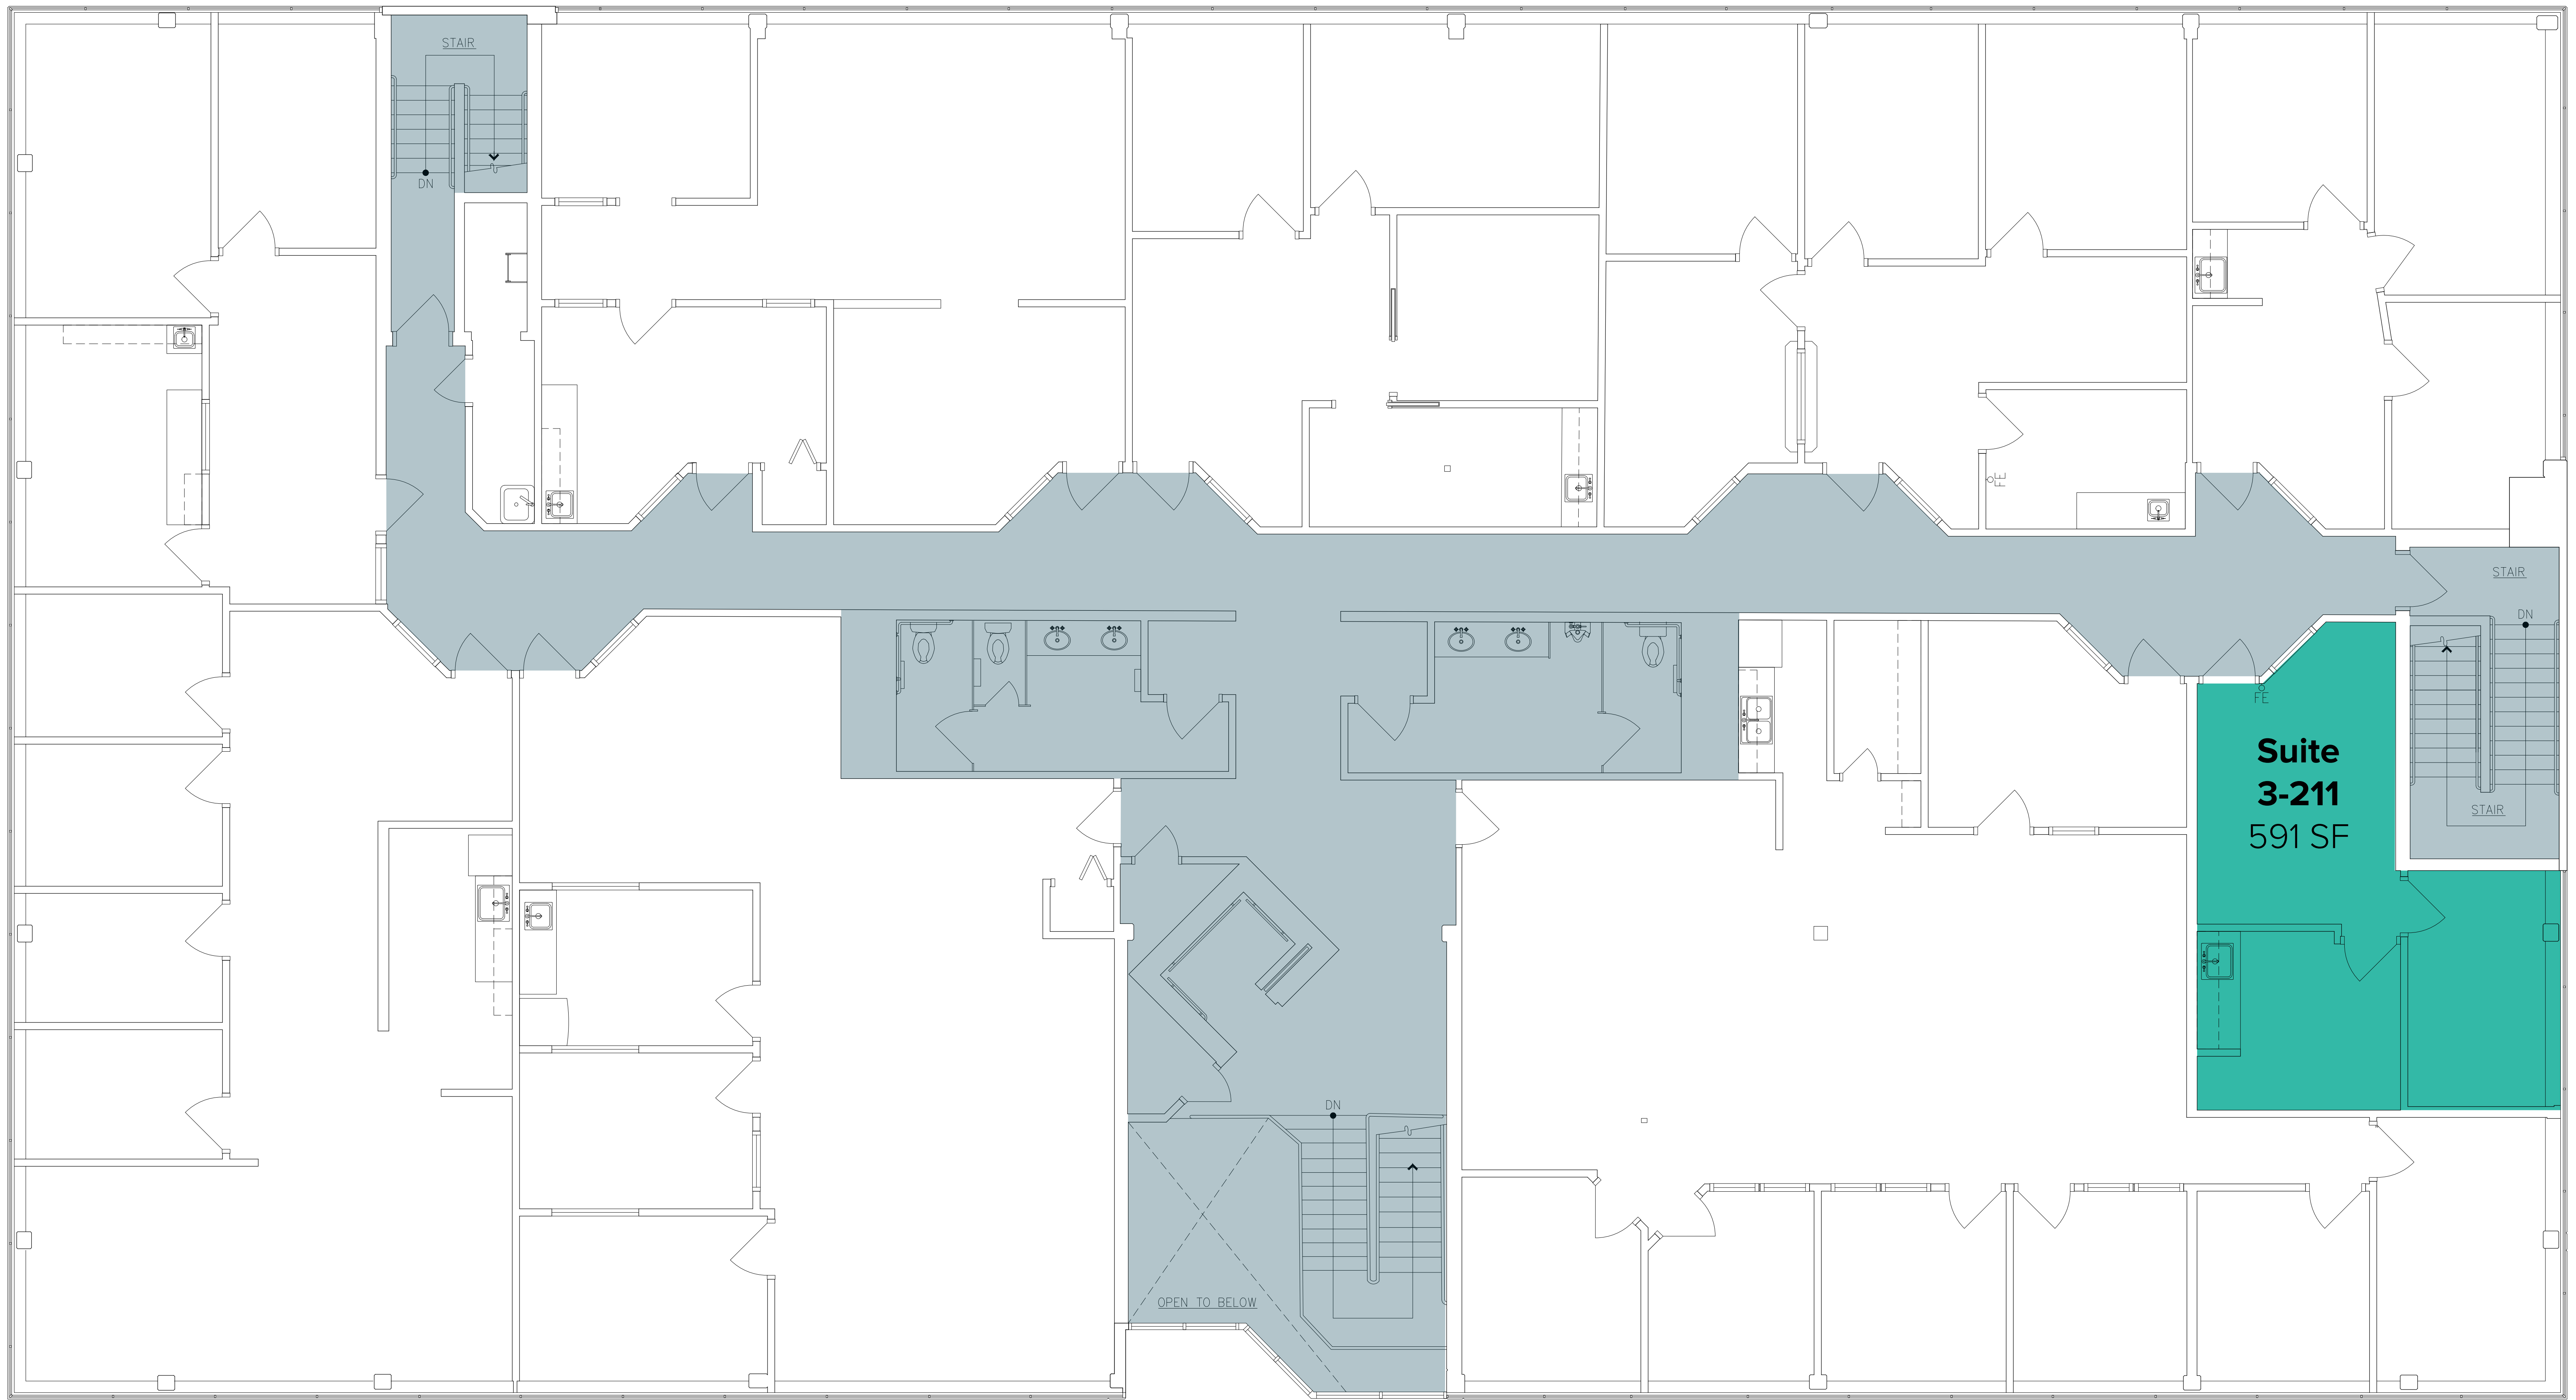 STAIR
DN
FE
STAIR
DN
FE
Suite
3-211
591 SF
STAIR
DN
OPEN TO BELOW